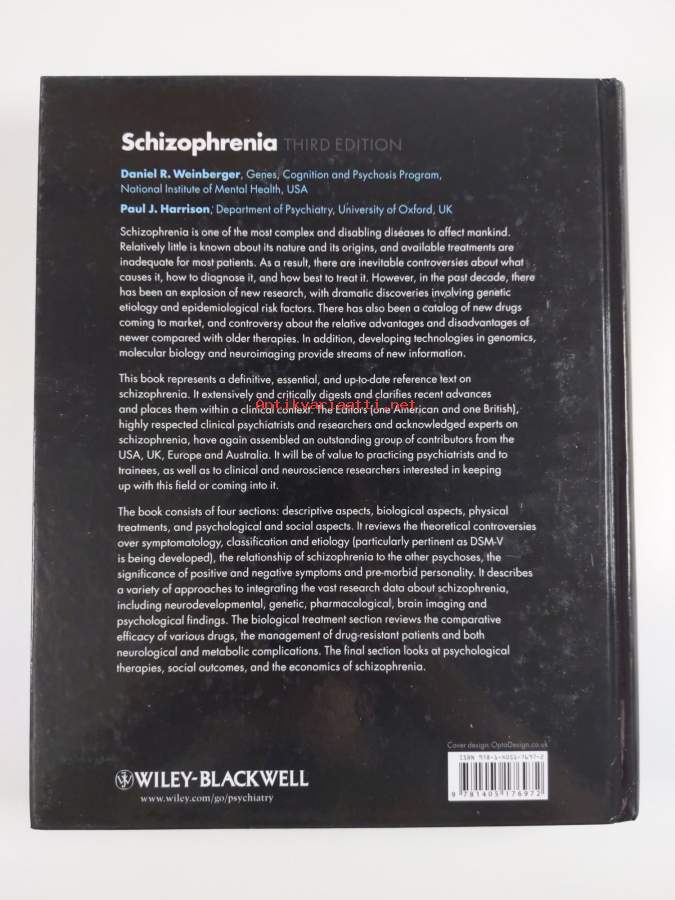 Schizophrenia THIRD EDITION
Daniel R. Weinberger, Genes, Cognition and Psychosis Program,
National Institute of Mental Health, USA
Paul J. Harrison, Department of Psychiatry, University of Oxford, UK
Schizophrenia is one of the most complex and disabling diseases to affect mankind.
Relatively little is known about its nature and its origins, and available treatments are
inadequate for most patients. As a result, there are inevitable controversies about what
causes it, how to diagnose it, and how best to treat it. However, in the past decade, there
has been an explosion of new research, with dramatic discoveries involving genetic
etiology and epidemiological risk factors. There has also been a catalog of new drugs
coming to market, and controversy about the relative advantages and disadvantages of
newer compared with older therapies. In addition, developing technologies in genomics,
molecular biology and neuroimaging provide streams of new information.
This book represents a definitive, essential, and up-to-date reference text on
schizophrenia. It extensively and critically digests and clarifies recent advances
Antikvariaatti.net
and places them within a clinical context. The Editors (one American and one British),
highly respected clinical psychiatrists and researchers and acknowledged experts on
schizophrenia, have again assembled an outstanding group of contributors from the
USA, UK, Europe and Australia. It will be of value to practicing psychiatrists and to
trainees, as well as to clinical and neuroscience researchers interested in keeping
up with this field or coming into it.
The book consists of four sections: descriptive aspects, biological aspects, physical
treatments, and psychological and social aspects. It reviews the theoretical controversies
over symptomatology, classification and etiology (particularly pertinent as DSM-V
is being developed), the relationship of schizophrenia to the other psychoses, the
significance of positive and negative symptoms and pre-morbid personality. It describes
a variety of approaches to integrating the vast research data about schizophrenia,
including neurodevelopmental, genetic, pharmacological, brain imaging and
psychological findings. The biological treatment section reviews the comparative
efficacy of various drugs, the management of drug-resistant patients and both
neurological and metabolic complications. The final section looks at psychological
therapies, social outcomes, and the economics of schizophrenia.
Cover design: OptaDesign.co.uk
ISBN 978-1-4051-7697-2
9 781405 176972
WILEY-BLACKWELL
www.wiley.com/go/psychiatry